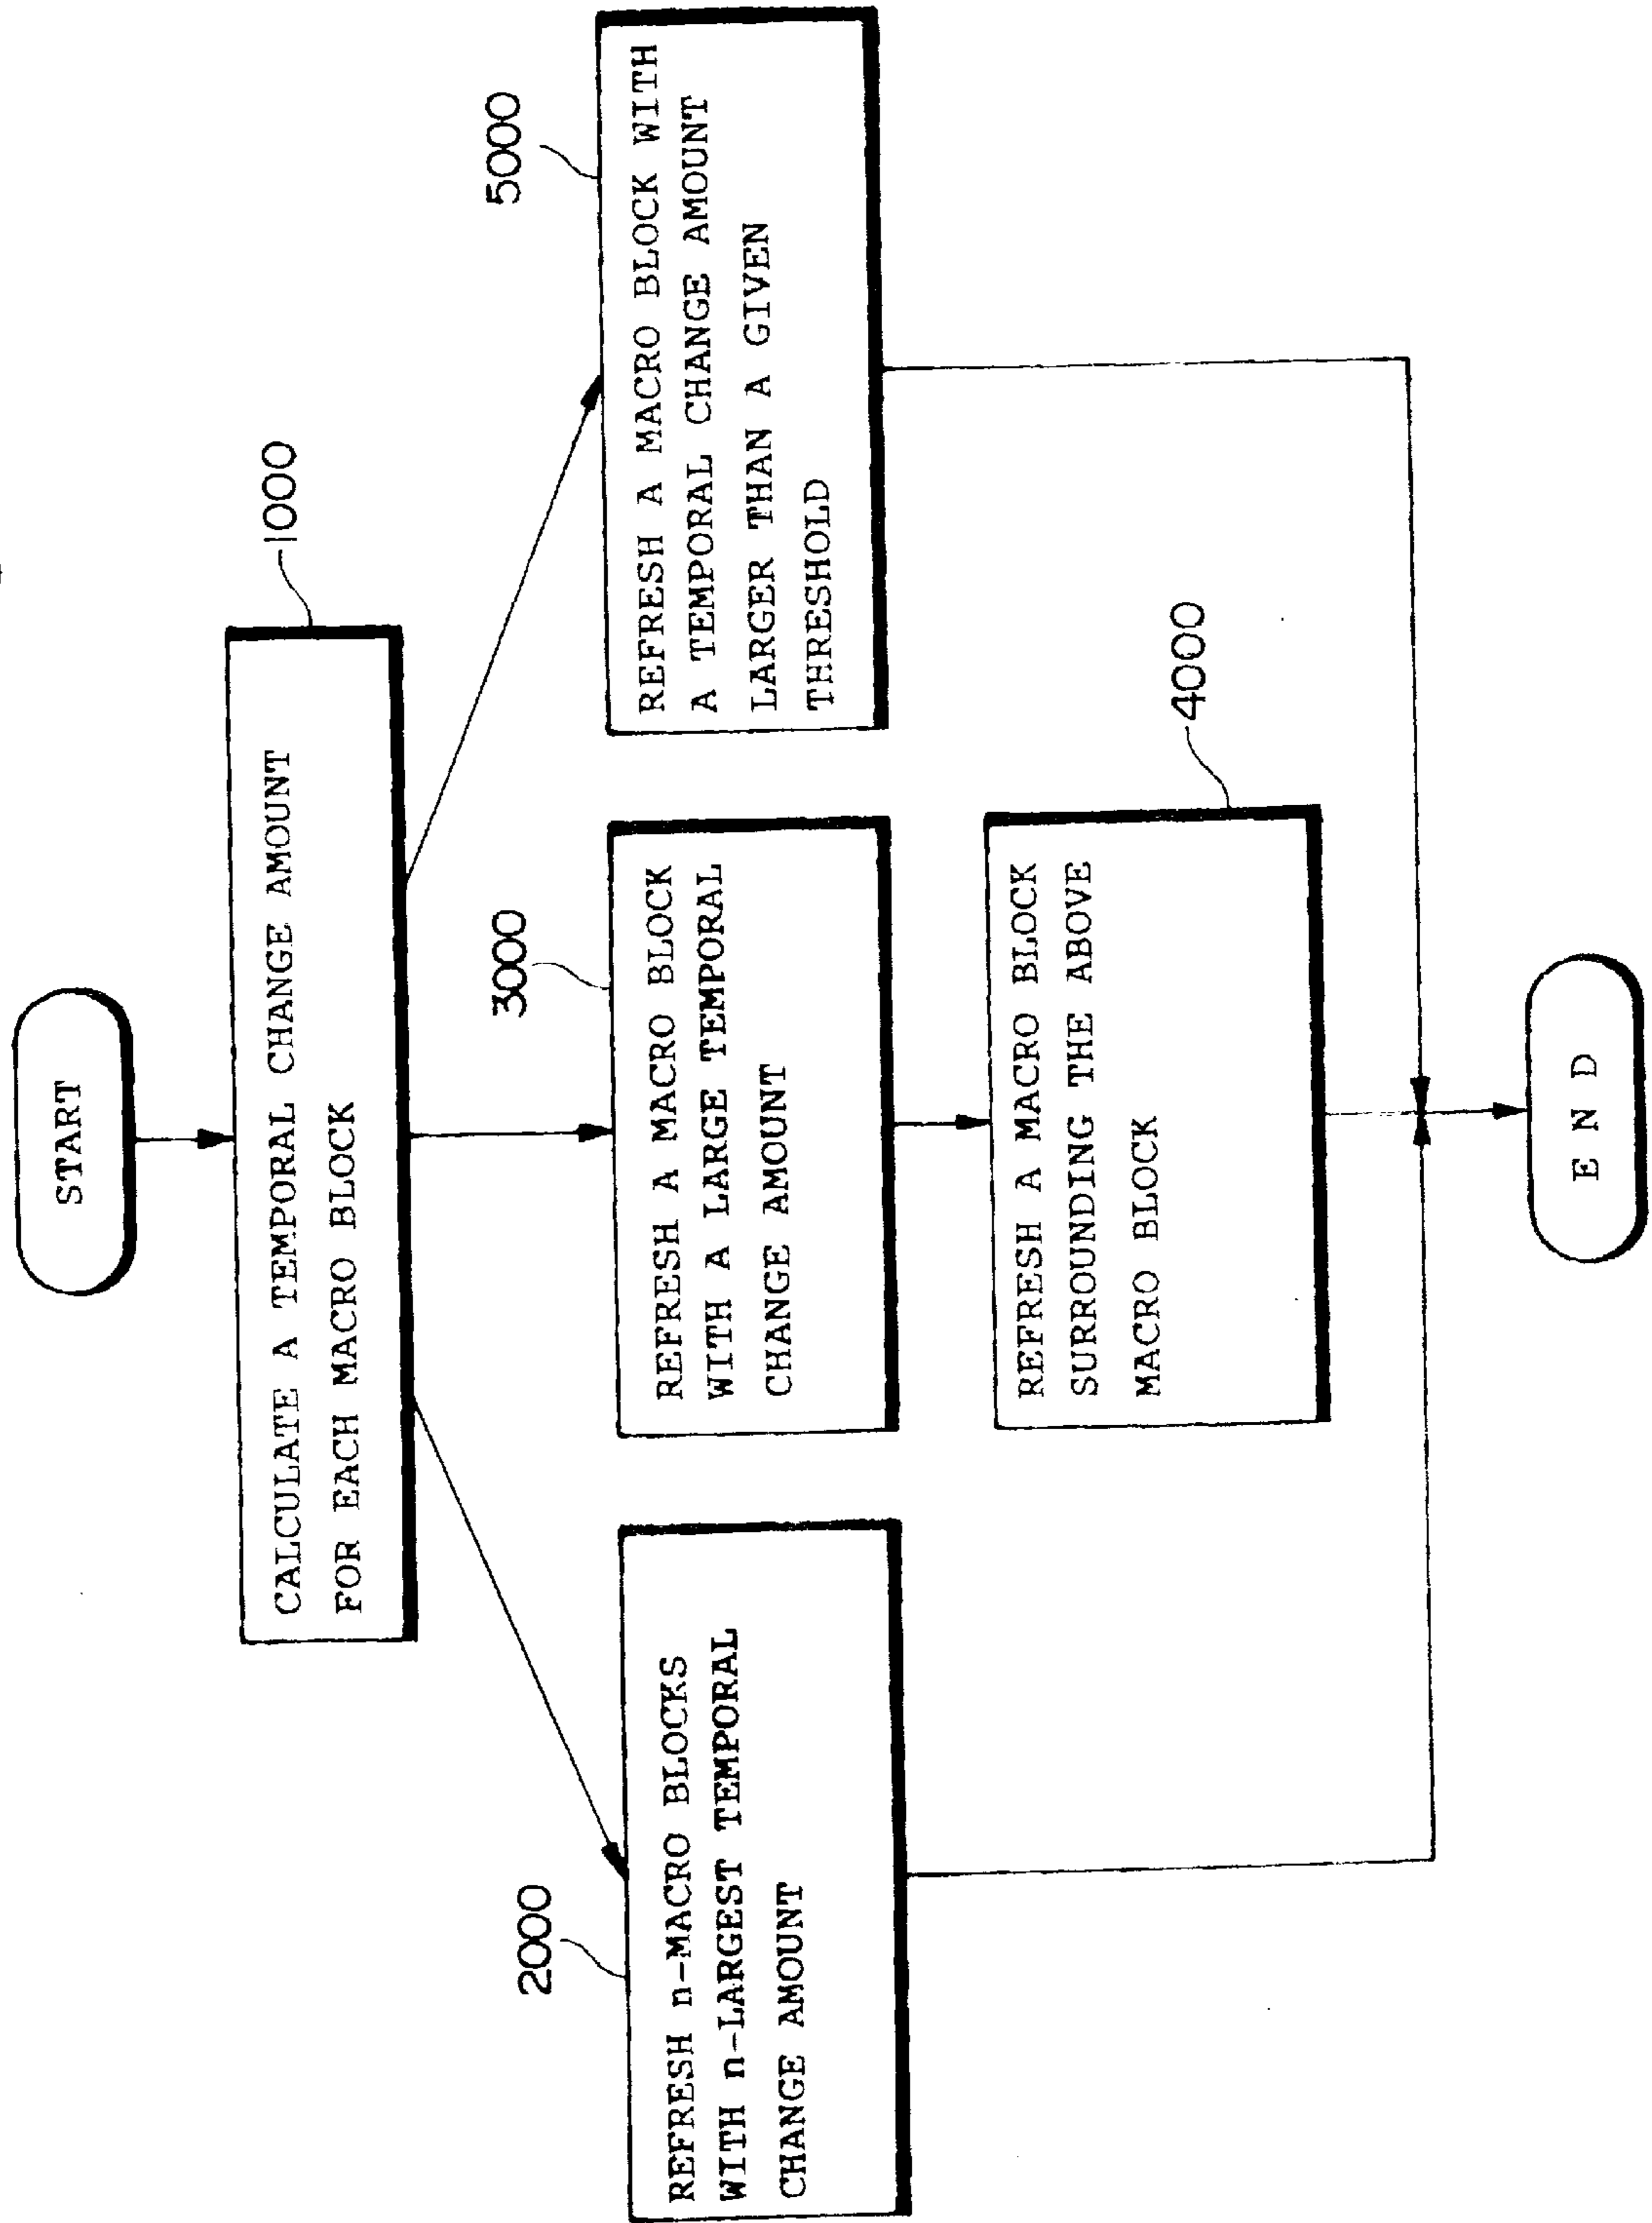 START
1000
CALCULATE A TEMPORAL CHANGE AMOUNT
FOR EACH MACRO BLOCK
2000
REFRESH n-MACRO BLOCKS
WITH n-LARGEST TEMPORAL
CHANGE AMOUNT
3000
REFRESH A MACRO BLOCK
WITH A LARGE TEMPORAL
CHANGE AMOUNT
5000
REFRESH A MACRO BLOCK WITH
A TEMPORAL CHANGE AMOUNT
LARGER THAN A GIVEN
THRESHOLD
4000
REFRESH A MACRO BLOCK
SURROUNDING THE ABOVE
MACRO BLOCK
E N D